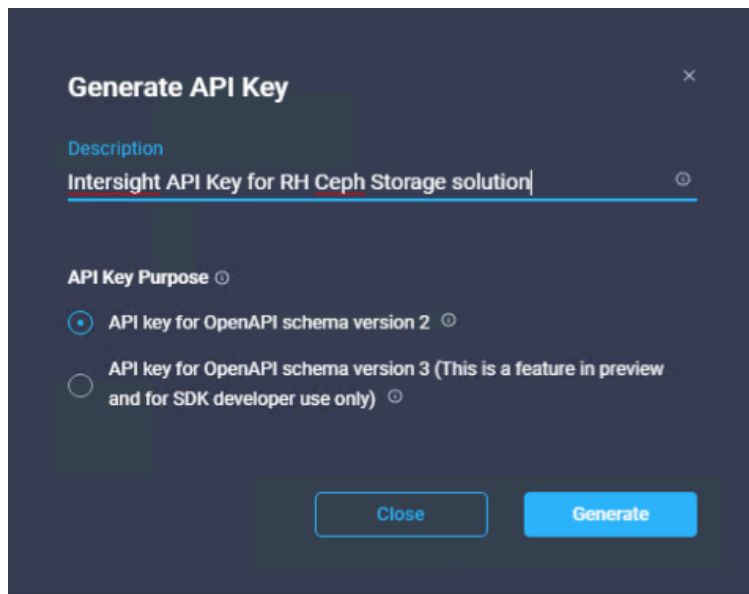 Generate API Key
Description
Intersight API Key for RH Ceph Storage solution
API Key Purpose
API key for OpenAPI schema version 2
API key for OpenAPI schema version 3 (This is a feature in preview
and for SDK developer use only)
Close
Generate